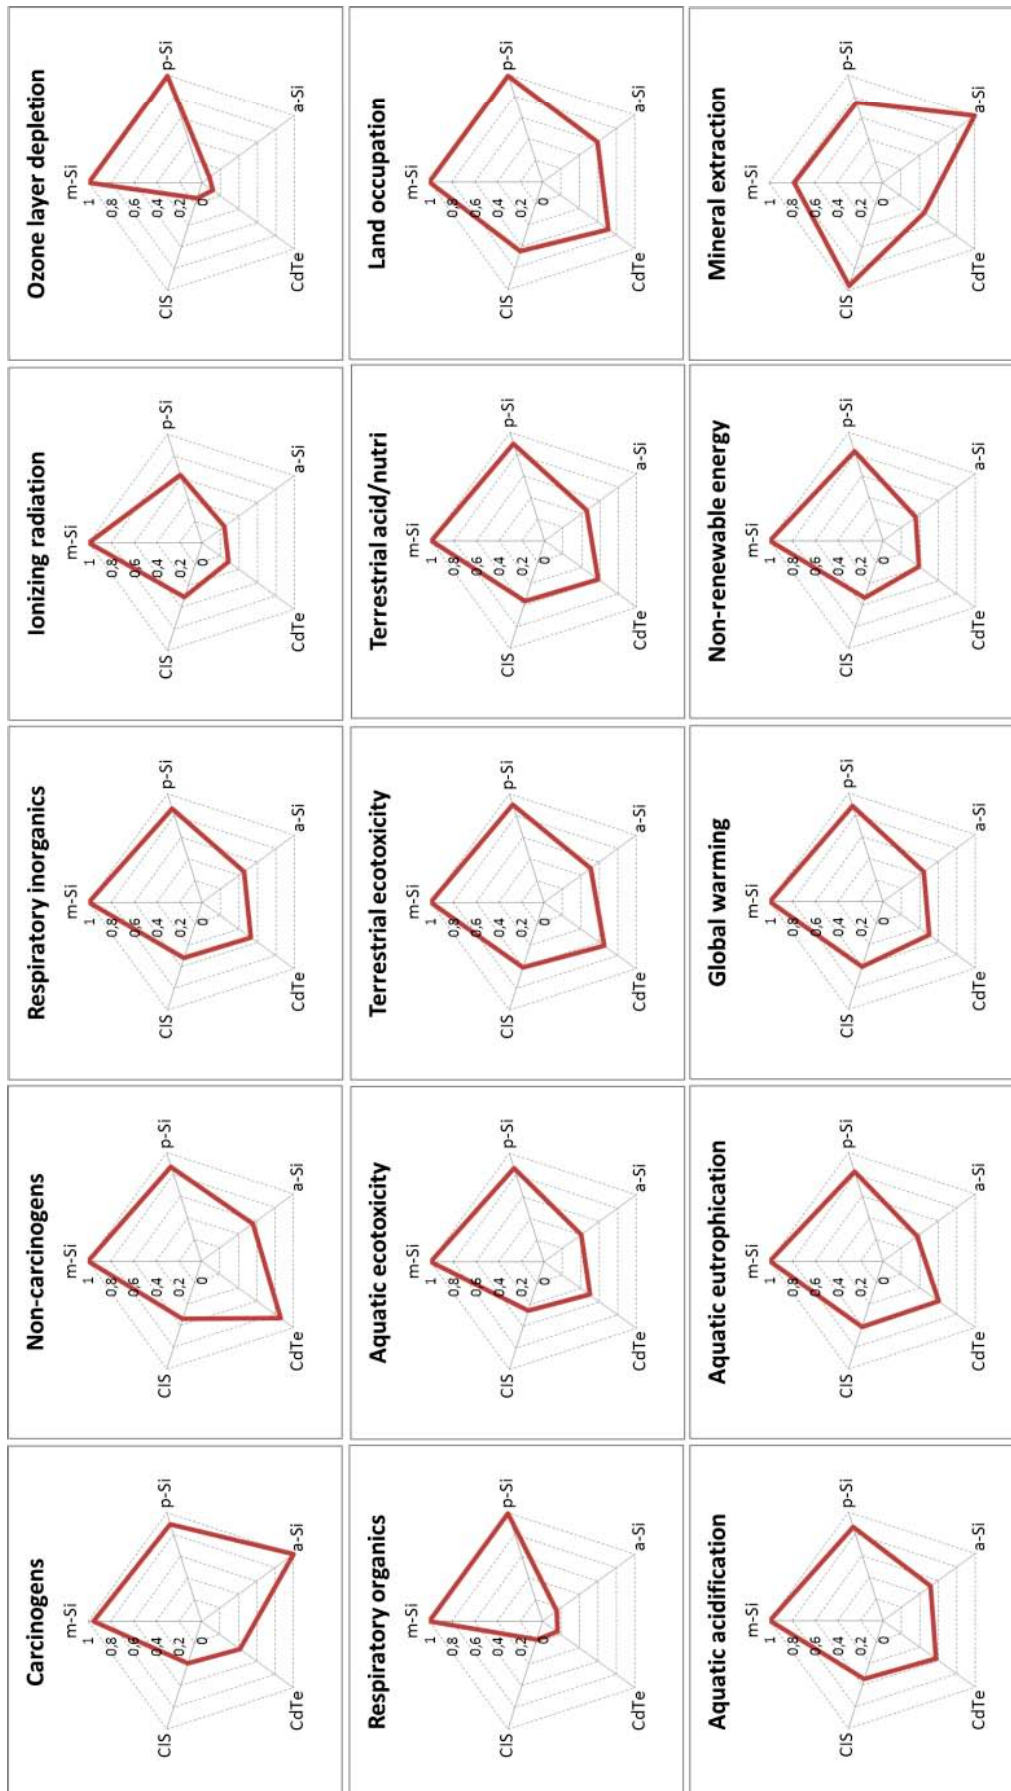 Carcinogens
m-Si
1
0,8
0,6
0,4
0,2
0
CIS
p-Si
CdTe
a-Si
Non-carcinogens
m-Si
1
0,8
0,6
0,4
0,2
0
CIS
p-Si
CdTe
a-Si
Respiratory inorganics
m-Si
1
0,8
0,6
0,4
0,2
0
CIS
p-Si
CdTe
a-Si
Ionizing radiation
m-Si
1
0,8
0,6
0,4
0,2
0
CIS
p-Si
CdTe
a-Si
Ozone layer depletion
m-Si
1
0,8
0,6
0,4
0,2
0
CIS
p-Si
CdTe
a-Si
Respiratory organics
m-Si
1
0,8
0,6
0,4
0,2
0
CIS
p-Si
CdTe
a-Si
Aquatic ecotoxicity
m-Si
1
0,8
0,6
0,4
0,2
0
CIS
p-Si
CdTe
a-Si
Terrestrial ecotoxicity
m-Si
1
0,8
0,6
0,4
0,2
0
CIS
p-Si
CdTe
a-Si
Terrestrial acid/nutri
m-Si
1
0,8
0,6
0,4
0,2
0
CIS
p-Si
CdTe
a-Si
Land occupation
m-Si
1
0,8
0,6
0,4
0,2
0
CIS
p-Si
CdTe
a-Si
Aquatic acidification
m-Si
1
0,8
0,6
0,4
0,2
0
CIS
p-Si
CdTe
a-Si
Aquatic eutrophication
m-Si
1
0,8
0,6
0,4
0,2
0
CIS
p-Si
CdTe
a-Si
Global warming
m-Si
1
0,8
0,6
0,4
0,2
0
CIS
p-Si
CdTe
a-Si
Non-renewable energy
m-Si
1
0,8
0,6
0,4
0,2
0
CIS
p-Si
CdTe
a-Si
Mineral extraction
m-Si
1
0,8
0,6
0,4
0,2
0
CIS
p-Si
CdTe
a-Si